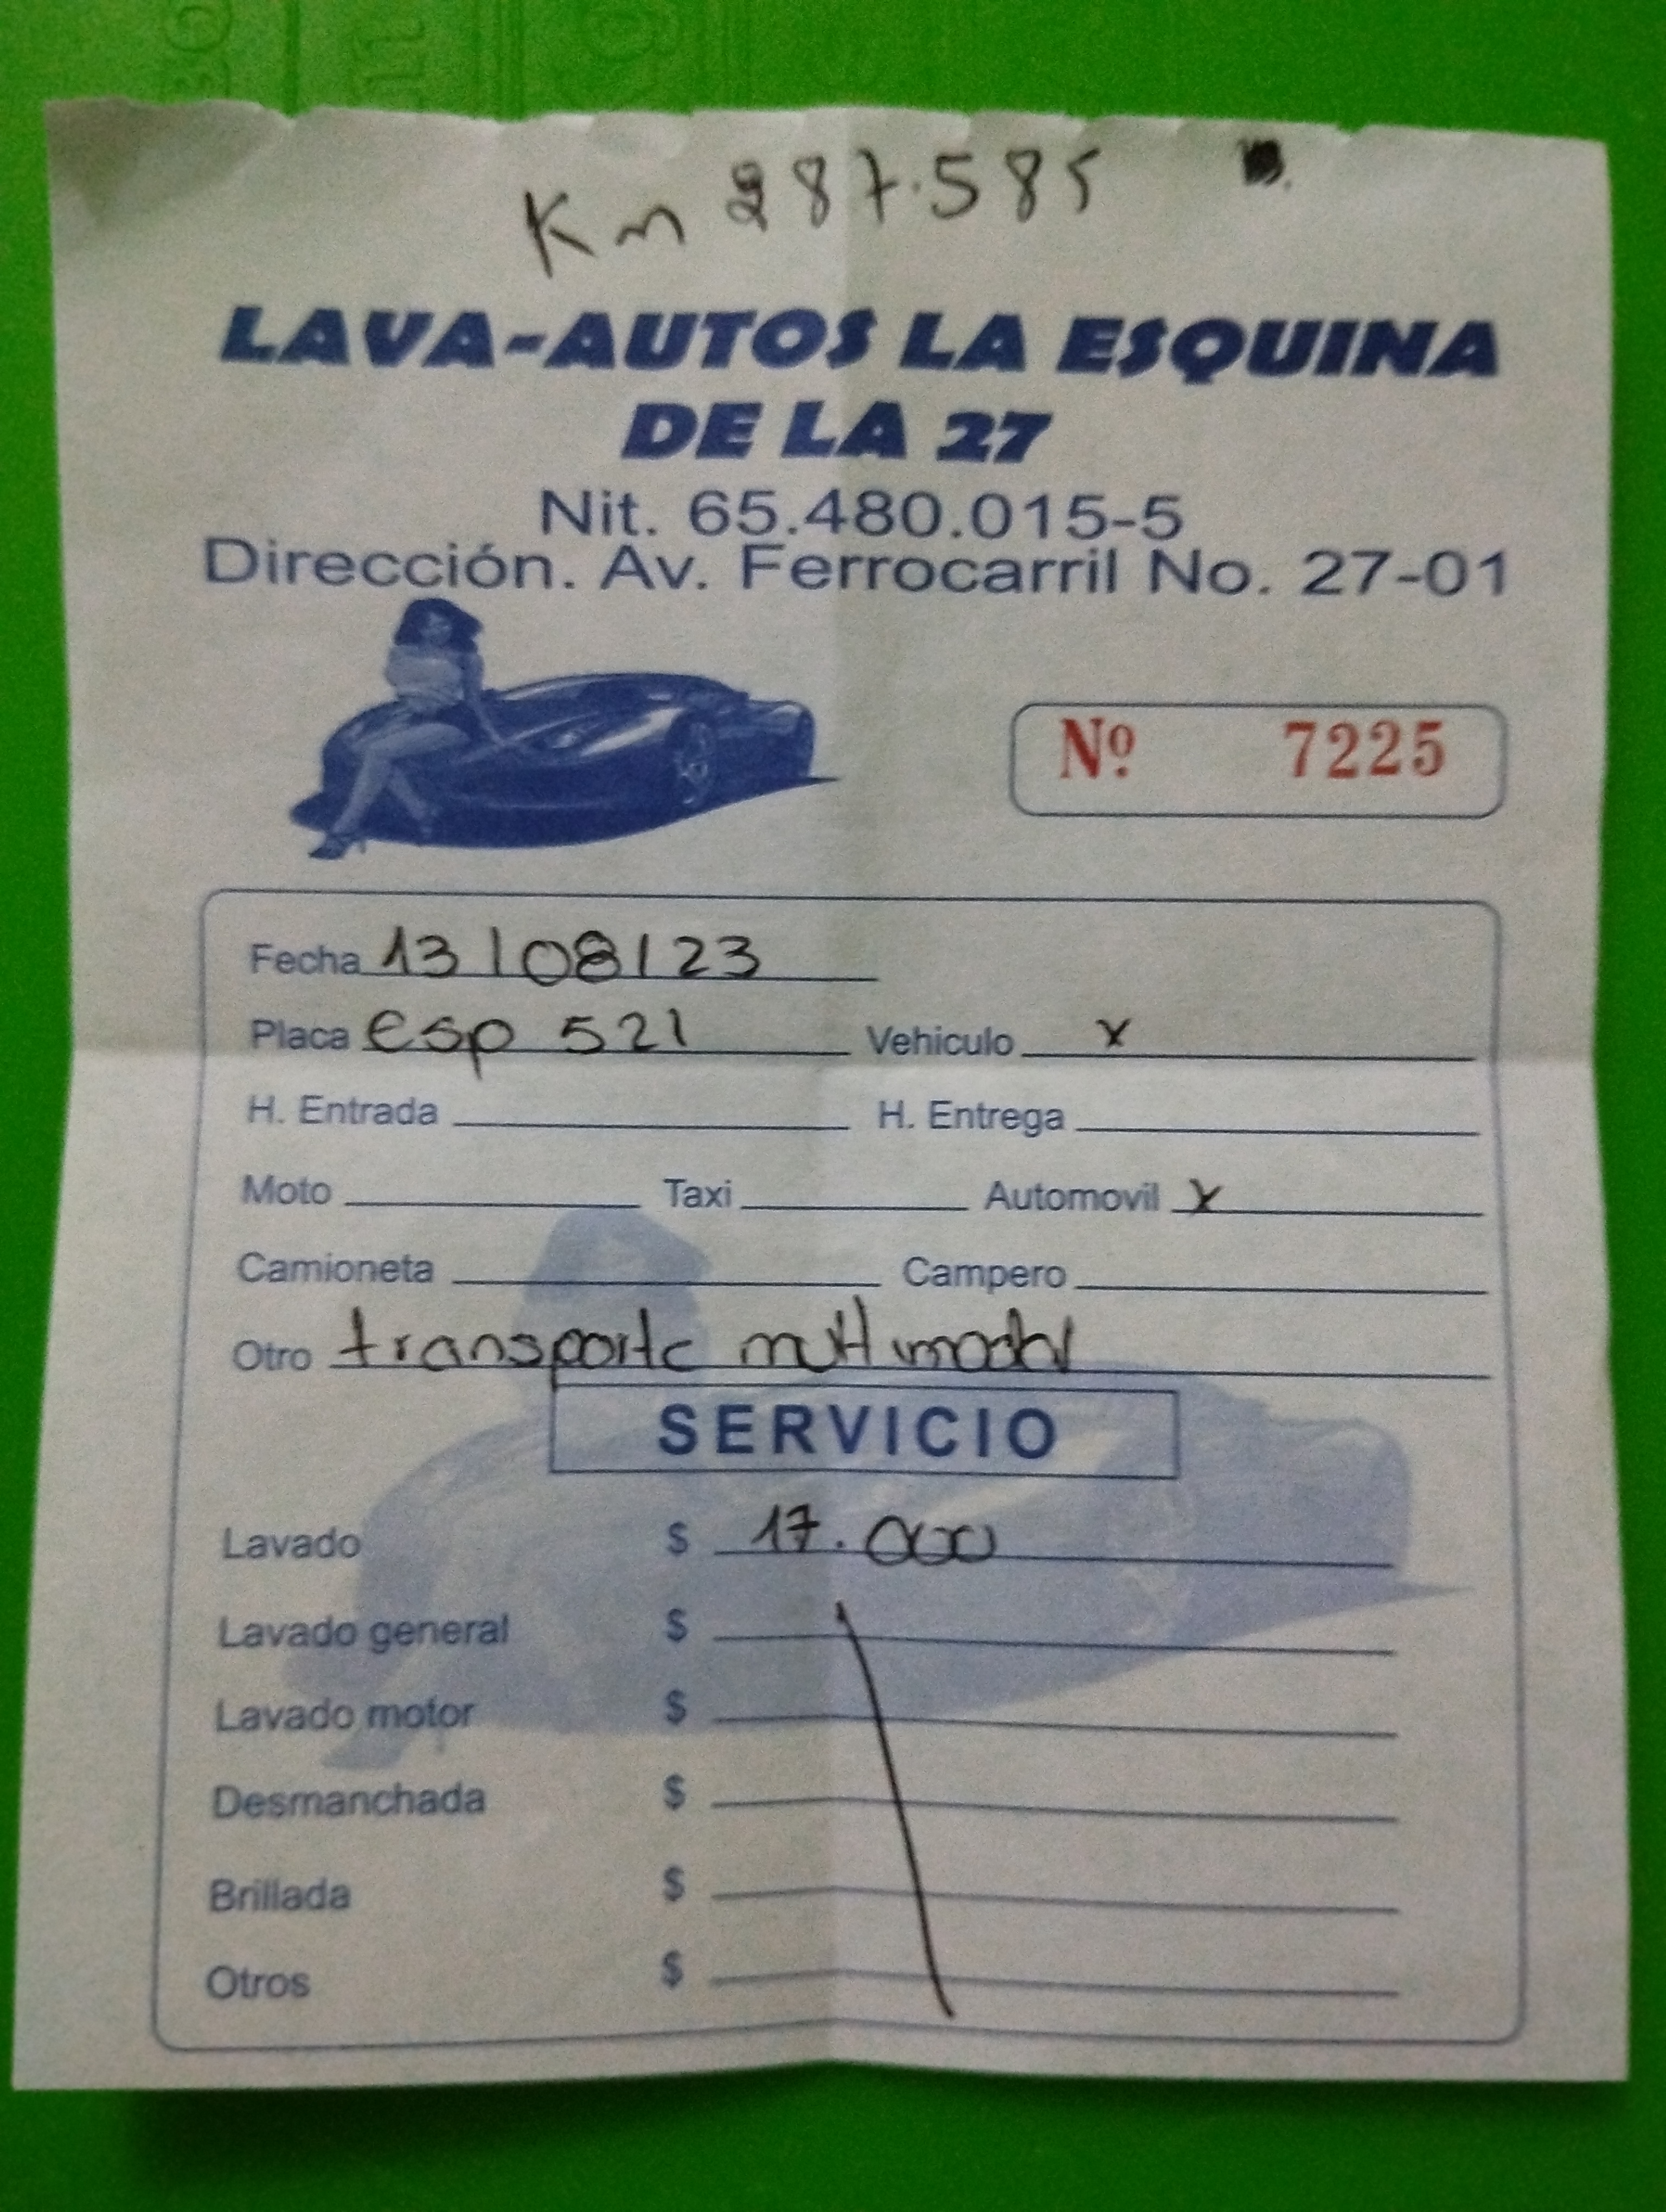 Km 287.585
LAVA-AUTOS LA ESQUINA
DE LA 27
Nit. 65.480.015-5
Dirección. Av. Ferrocarril No. 27-01
Nº 7225
Fecha 13/08/23
Placa esp 521 Vehiculo x
H. Entrada H. Entrega
Moto Taxi Automovil x
Camioneta Campero
Otro transporte multimodal
SERVICIO
Lavado $ 17.000
Lavado general $
Lavado motor $
Desmanchada $
Brillada $
Otros $